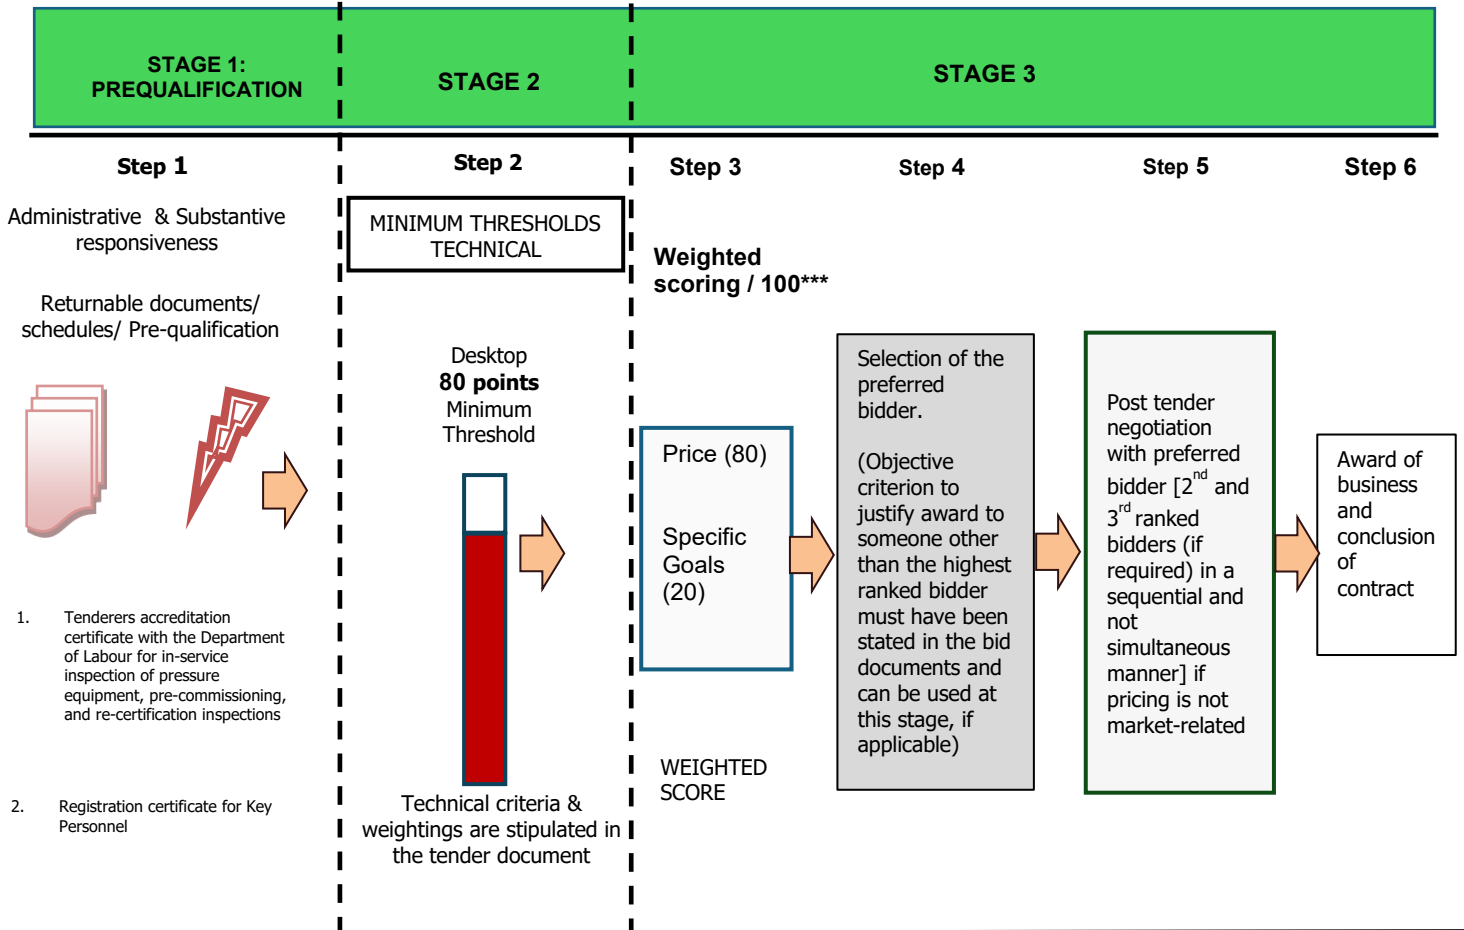 STAGE 1:
PREQUALIFICATION
STAGE 2
STAGE 3
Step 1
Administrative & Substantive
responsiveness
Returnable documents/
schedules/ Pre-qualification
1. Tenderers accreditation
certificate with the Department
of Labour for in-service
inspection of pressure
equipment, pre-commissioning,
and re-certification inspections
2. Registration certificate for Key
Personnel
Step 2
MINIMUM THRESHOLDS
TECHNICAL
Desktop
80 points
Minimum
Threshold
Technical criteria &
weightings are stipulated in
the tender document
Step 3
Weighted
scoring / 100***
Price (80)
Specific
Goals
(20)
WEIGHTED
SCORE
Step 4
Selection of the
preferred
bidder.
(Objective
criterion to
justify award to
someone other
than the highest
ranked bidder
must have been
stated in the bid
documents and
can be used at
this stage, if
applicable)
Step 5
Post tender
negotiation
with preferred
bidder [2nd and
3rd ranked
bidders (if
required) in a
sequential and
not
simultaneous
manner] if
pricing is not
market-related
Step 6
Award of
business
and
conclusion
of
contract